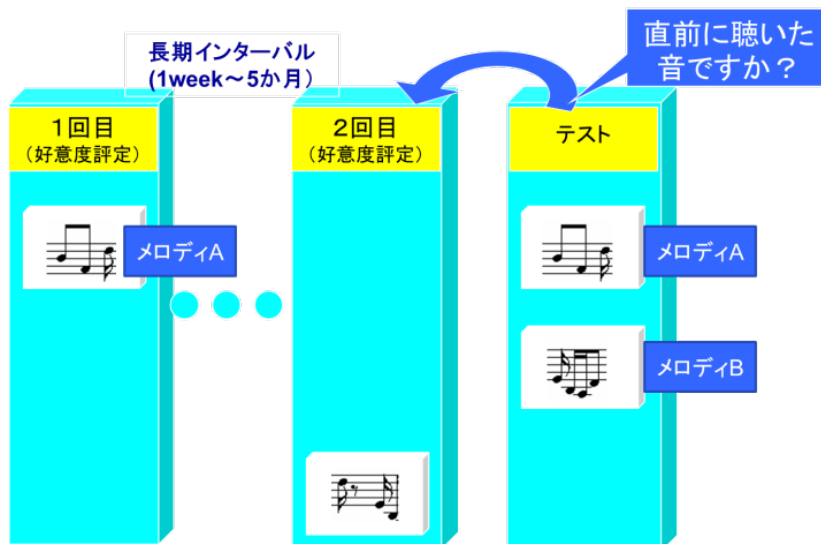 長期インターバル
(1week～5か月)
直前に聴いた
音ですか？
１回目
（好意度評定）
２回目
（好意度評定）
テスト
メロディA
メロディA
メロディB